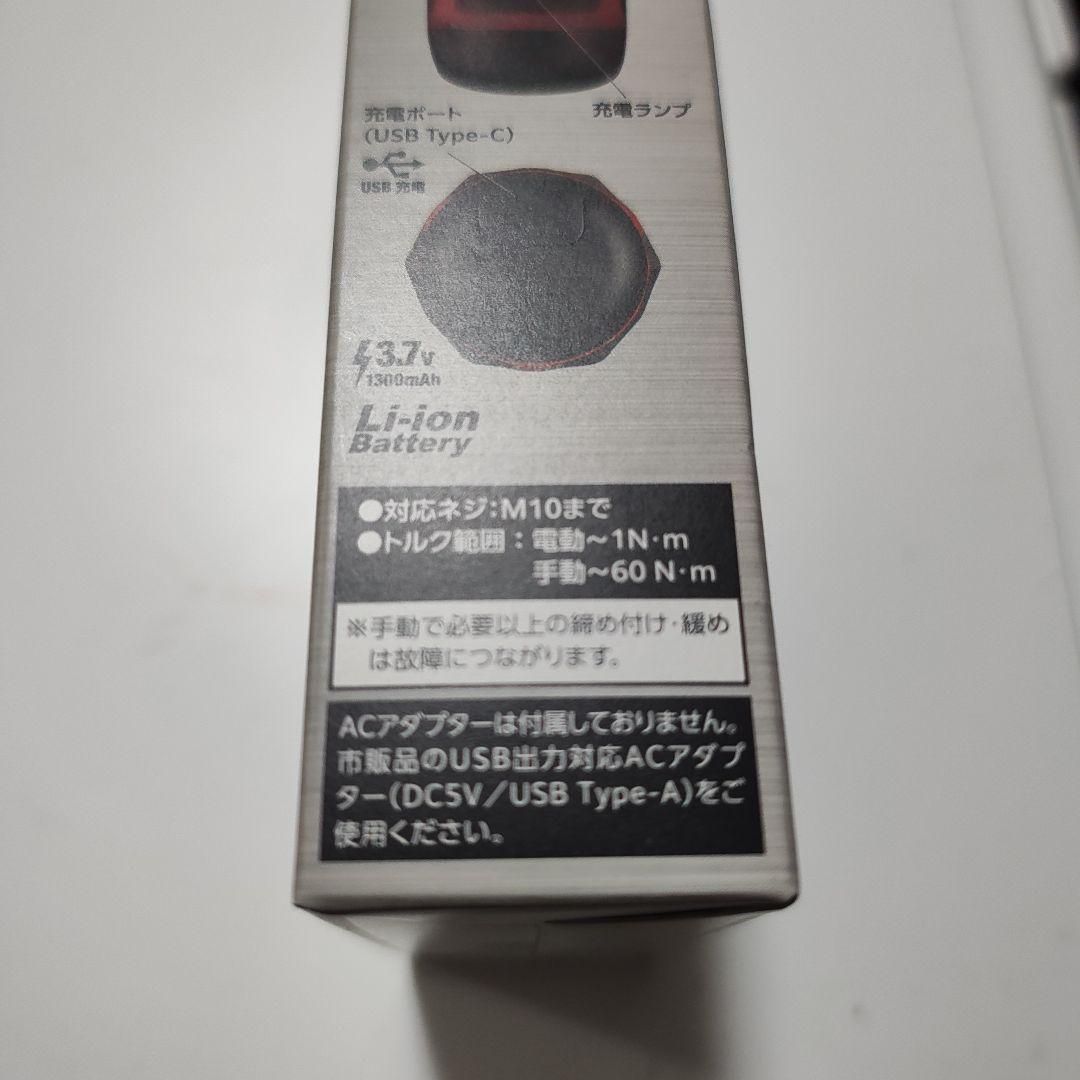 充電ポート
(USB Type-C)
充電ランプ
USB 充電
3.7V
1300mAh
Li-ion
Battery
●対応ネジ:M10まで
●トルク範囲：電動～1N·m
手動～60 N·m
※手動で必要以上の締め付け·緩め
は故障につながります。
ACアダプターは付属しておりません。
市販品のUSB出力対応ACアダプ
ター(DC5V／USB Type-A)をご
使用ください。